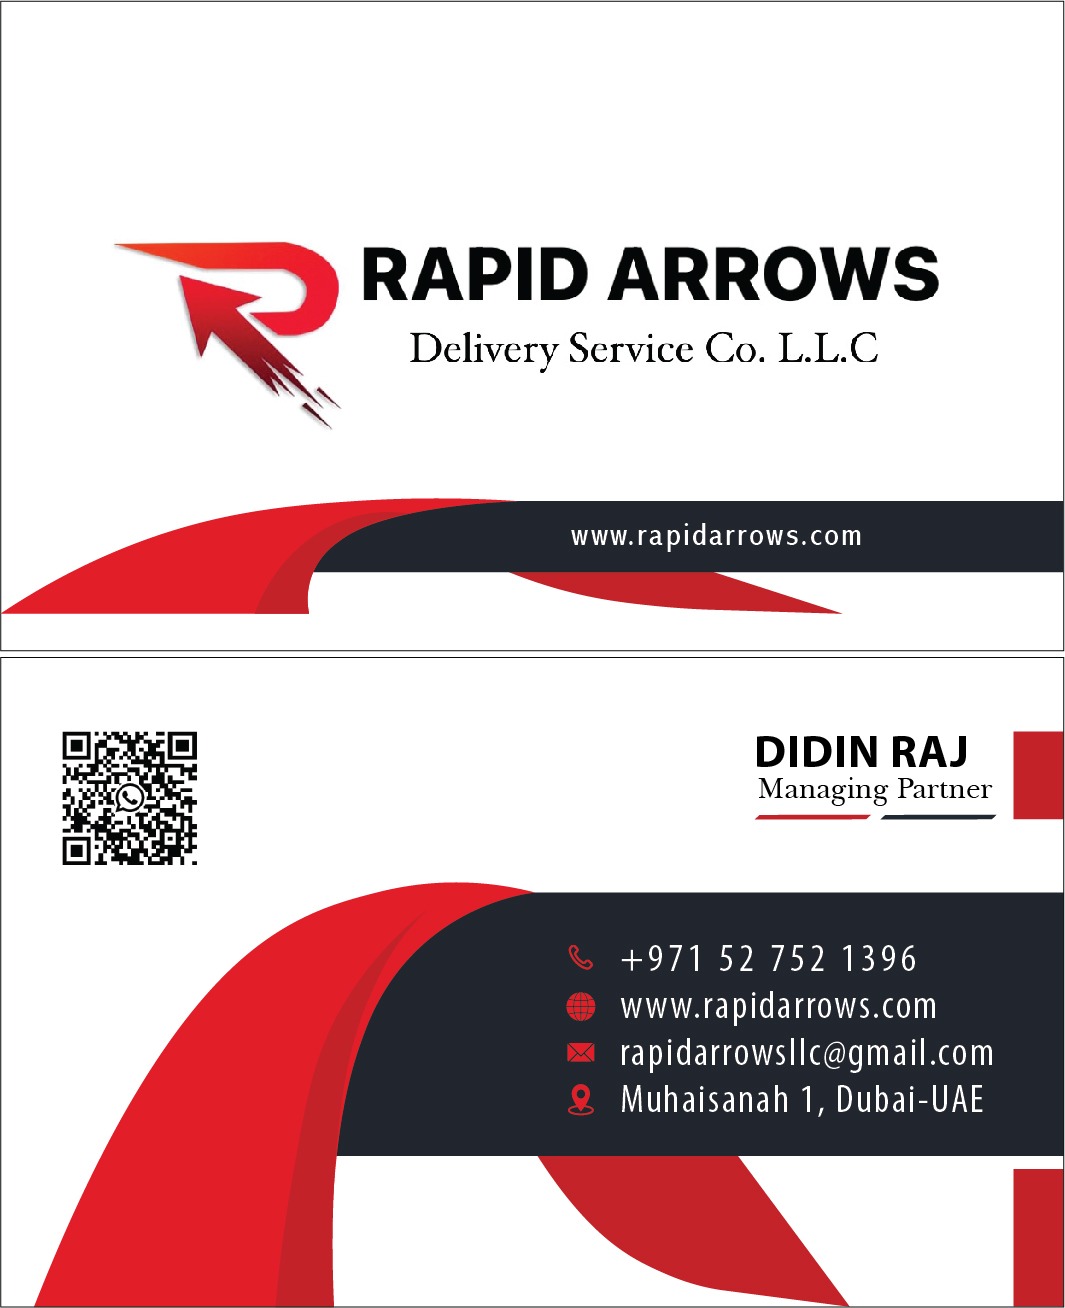 RAPID ARROWS
Delivery Service Co. L.L.C
www.rapidarrows.com
DIDIN RAJ
Managing Partner
+971 52 752 1396
www.rapidarrows.com
rapidarrowsllc@gmail.com
Muhaisanah 1, Dubai-UAE